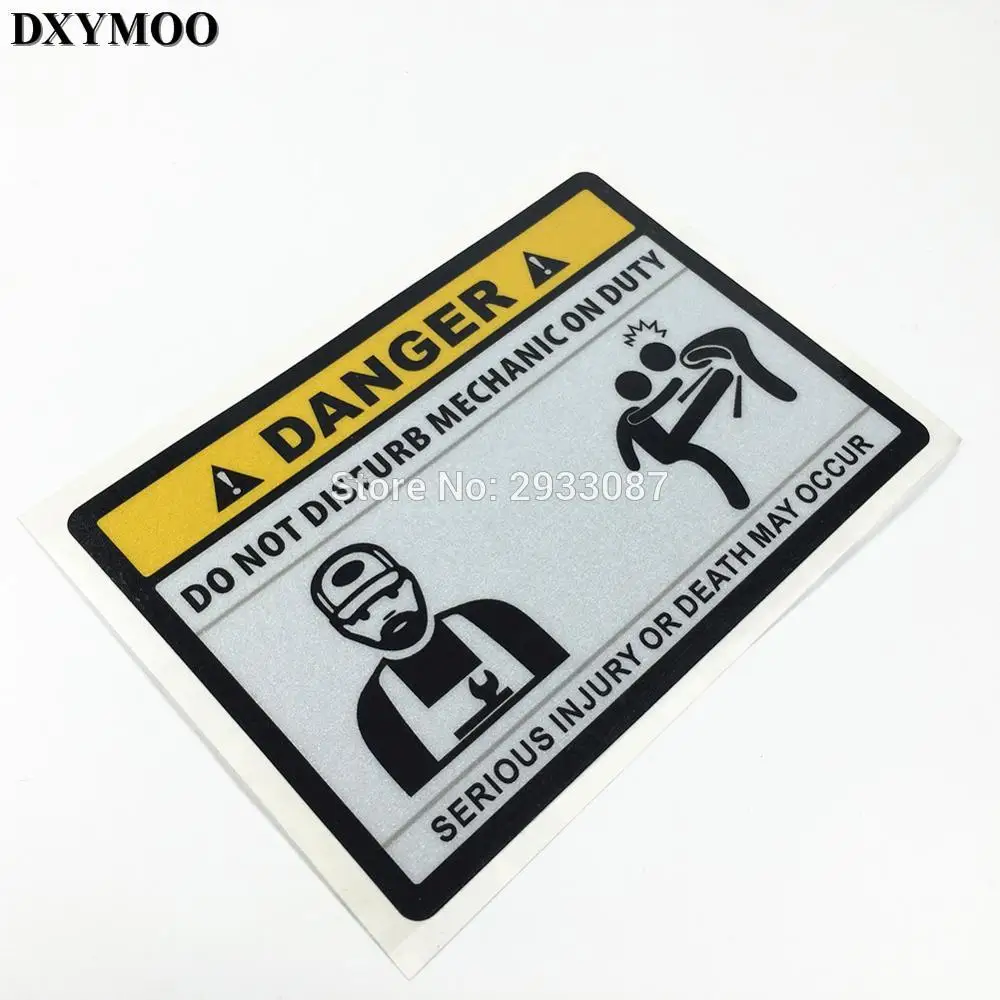 DXYMOO
! DANGER !
DO NOT DISTURB MECHANIC ON DUTY
Store No: 2933087
SERIOUS INJURY OR DEATH MAY OCCUR